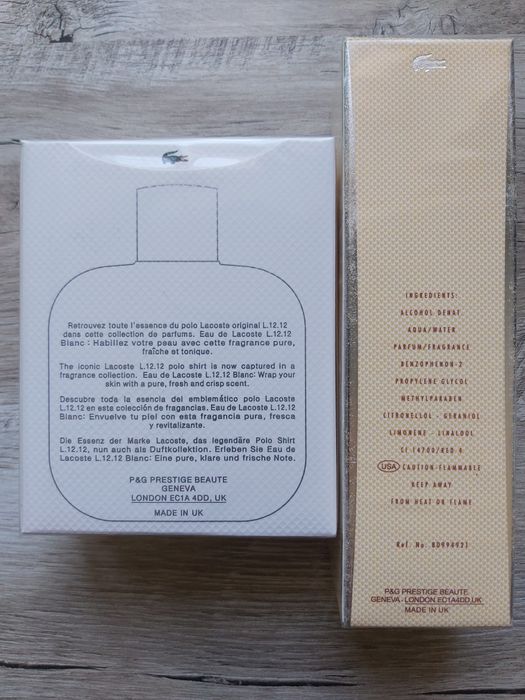 Retrouvez toute l'essence du polo Lacoste original L.12.12
dans cette collection de parfums. Eau de Lacoste L.12.12
Blanc : Habillez votre peau avec cette fragrance pure,
fraîche et tonique.
The iconic Lacoste L.12.12 polo shirt is now captured in a
fragrance collection. Eau de Lacoste L.12.12 Blanc: Wrap your
skin with a pure, fresh and crisp scent.
Descubre toda la esencia del emblemático polo Lacoste
L.12.12 en esta colección de fragancias. Eau de Lacoste L.12.12
Blanc: Envuelve tu piel con esta fragancia pura, fresca
y revitalizante.
Die Essenz der Marke Lacoste, das legendäre Polo Shirt
L.12.12, nun auch als Duftkollektion. Erleben Sie Eau de
Lacoste L.12.12 Blanc: Eine pure, klare und frische Note.
P&G PRESTIGE BEAUTE
GENEVA
LONDON EC1A 4DD, UK
MADE IN UK
INGREDIENTS:
ALCOHOL DENAT.
AQUA/WATER
PARFUM/FRAGRANCE
BENZOPHENON-2
PROPYLENE GLYCOL
METHYLPARABEN
CITRONELLOL - GERANIOL
LIMONENE - LINALOOL
CI 14700/RED 4
USA CAUTION FLAMMABLE
KEEP AWAY
FROM HEAT OR FLAME
Ref. No. 80994921
P&G PRESTIGE BEAUTE
GENEVA - LONDON EC1A4DD,UK
MADE IN UK